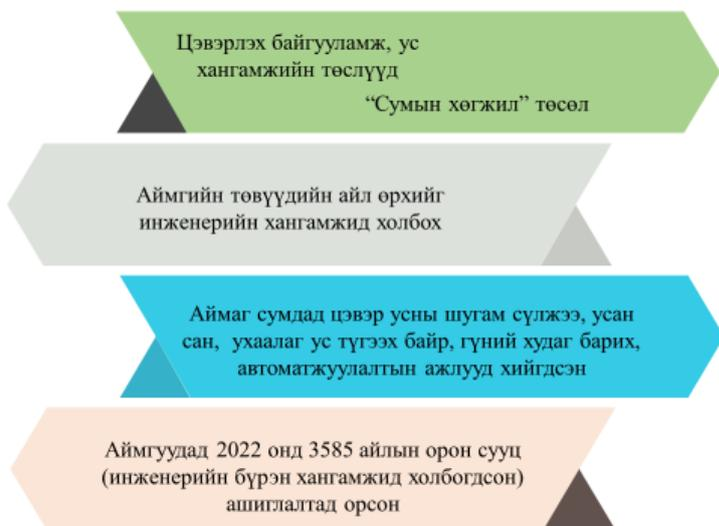 Цэвэрлэх байгууламж, ус
хангамжийн төслүүд
“Сумын хөгжил” төсөл
Аймгийн төвүүдийн айл өрхийг
инженерийн хангамжид холбох
Аймаг сумдад цэвэр усны шугам сүлжээ, усан
сан, ухаалаг ус түгээх байр, гүний худаг барих,
автоматжуулалтын ажлууд хийгдсэн
Аймгуудад 2022 онд 3585 айлын орон сууц
(инженерийн бүрэн хангамжид холбогдсон)
ашиглалтад орсон